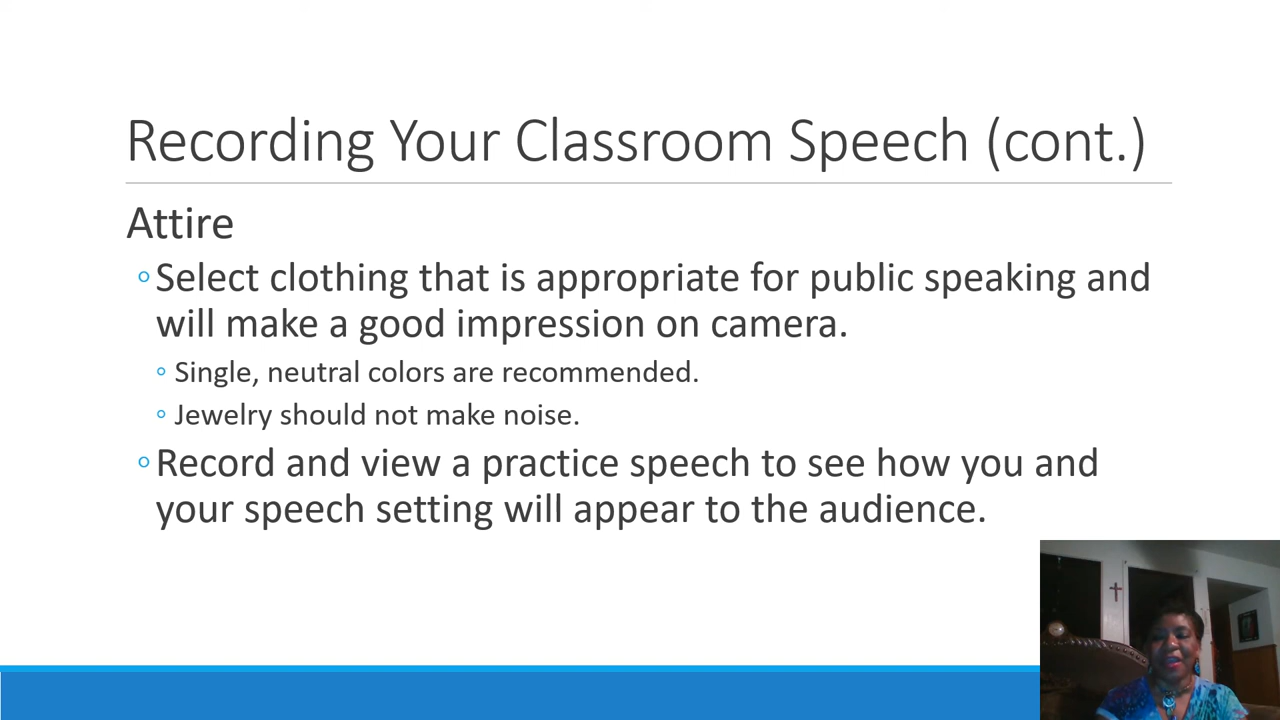 Recording Your Classroom Speech (cont.)
Attire
◦Select clothing that is appropriate for public speaking and
will make a good impression on camera.
◦ Single, neutral colors are recommended.
◦ Jewelry should not make noise.
◦Record and view a practice speech to see how you and
your speech setting will appear to the audience.